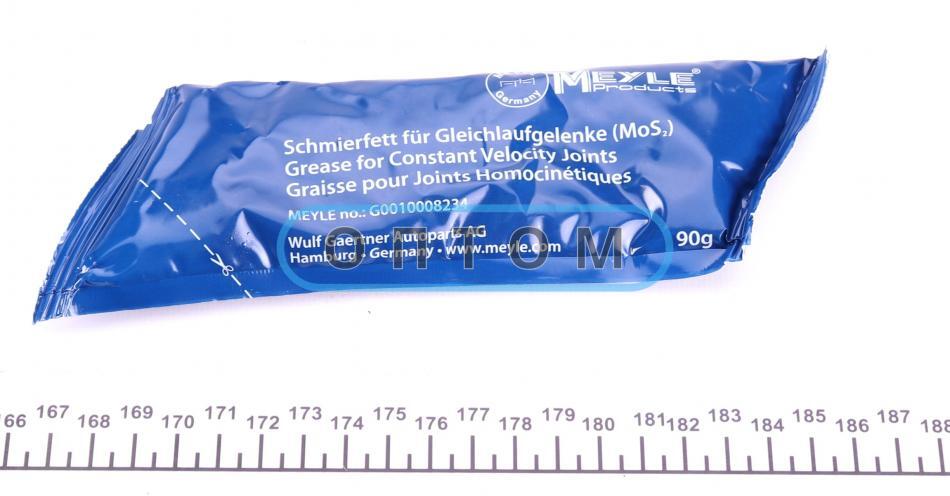 Germany
MEYLE®
Products
Schmierfett für Gleichlaufgelenke (MoS₂)
Grease for Constant Velocity Joints
Graisse pour Joints Homocinétiques
MEYLE no.: G0010008234
Wulf Gaertner Autoparts AG
Hamburg • Germany • www.meyle.com
90g
ОПТОМ
66 167 168 169 170 171 172 173 174 175 176 177 178 179 180 181 182 183 184 185 186 187 188